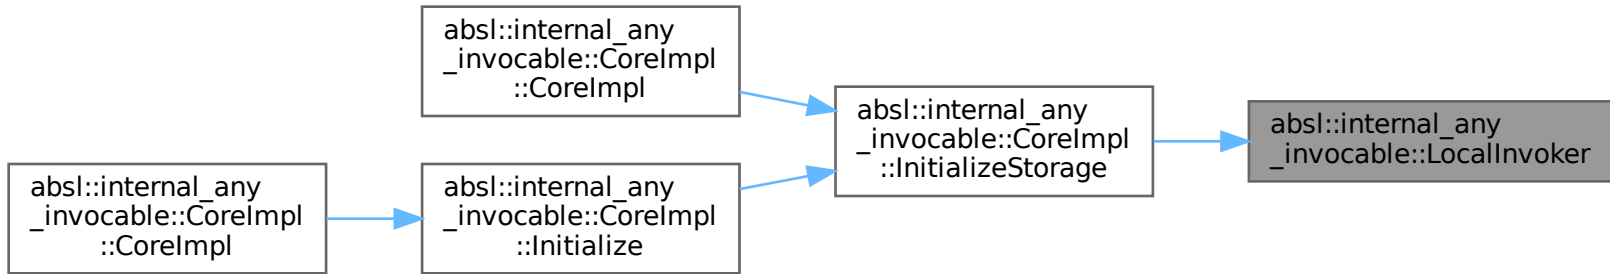 absl::internal_any
_invocable::CoreImpl
::CoreImpl
absl::internal_any
_invocable::CoreImpl
::CoreImpl
absl::internal_any
_invocable::CoreImpl
::Initialize
absl::internal_any
_invocable::CoreImpl
::InitializeStorage
absl::internal_any
_invocable::LocalInvoker